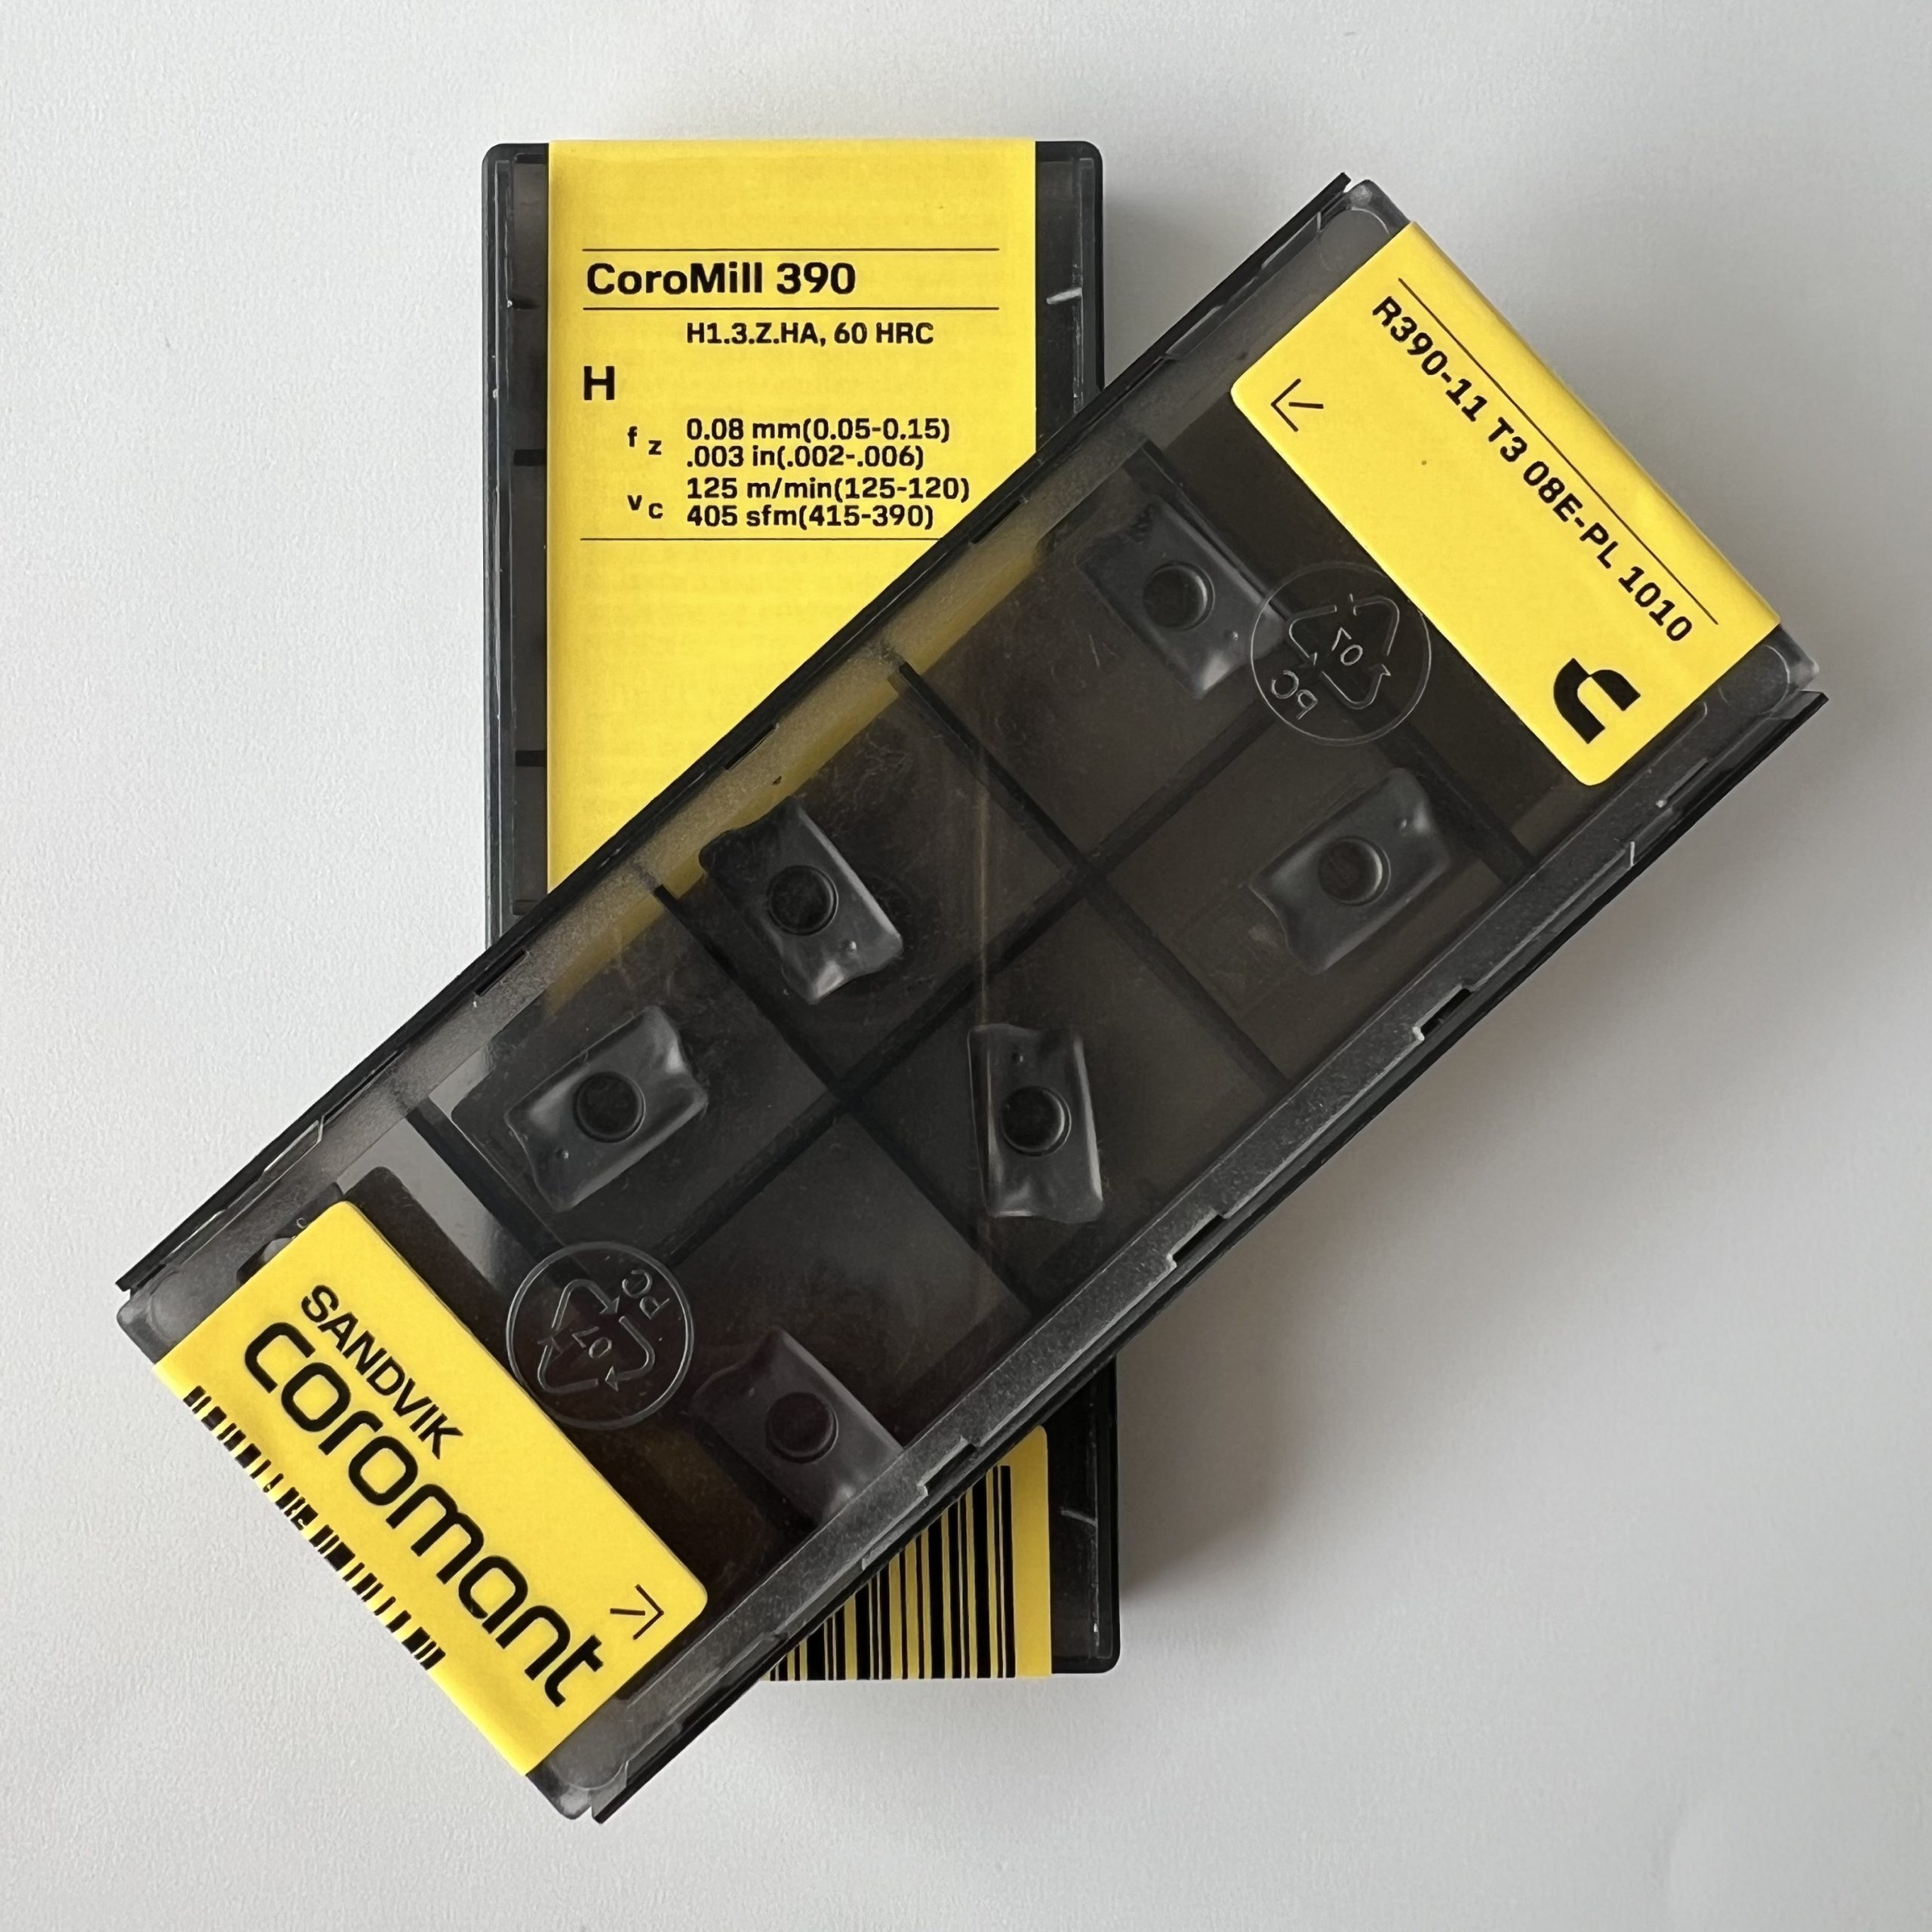 CoroMill 390
H1.3.Z.HA, 60 HRC
H
f z 0.08 mm(0.05-0.15)
.003 in(.002-.006)
v c 125 m/min(125-120)
405 sfm(415-390)
R390-11 T3 08E-PL 1010
07
PC
07
PC
SANDVIK
coromant